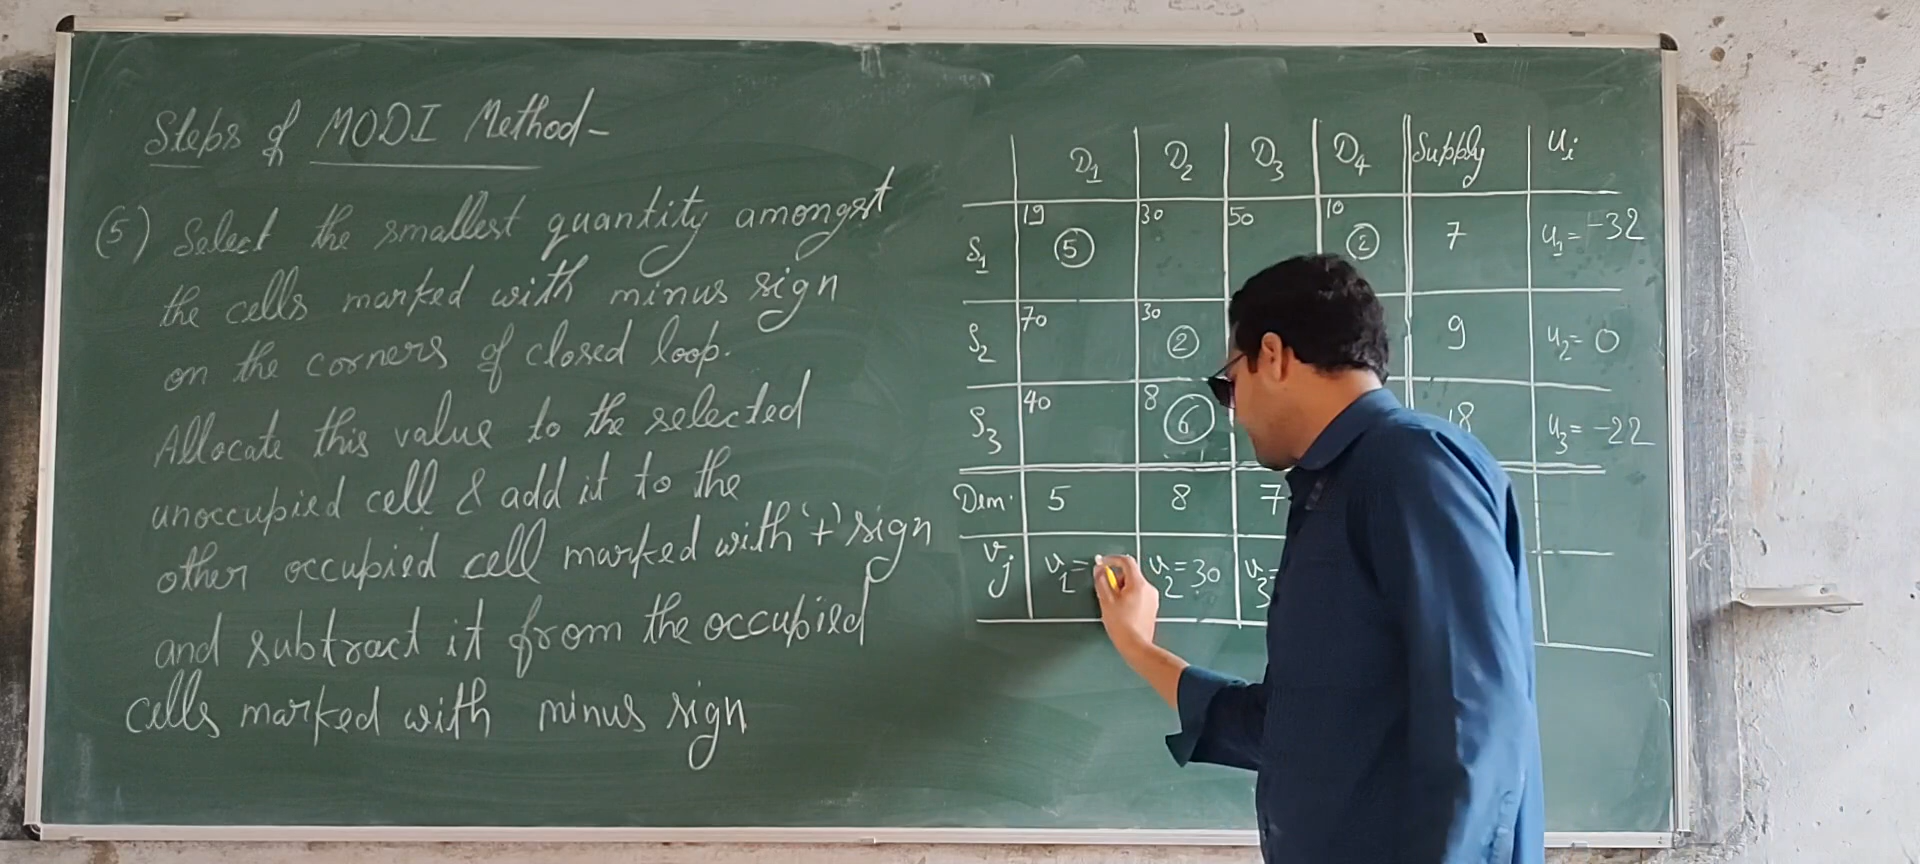 Steps of MODI Method-
(5) Select the smallest quantity amongst
the cells marked with minus sign
on the corners of closed loop.
Allocate this value to the selected
unoccupied cell & add it to the
other occupied cell marked with '+' sign
and subtract it from the occupied
cells marked with minus sign
D1 D2 D3 D4 Supply ui
S1 19 5 30 50 10 2 7 u1 = -32
S2 70 30 2 9 u2 = 0
S3 40 8 6 18 u3 = -22
Dem. 5 8 7
vj v1 = v2 = 30 v3 =